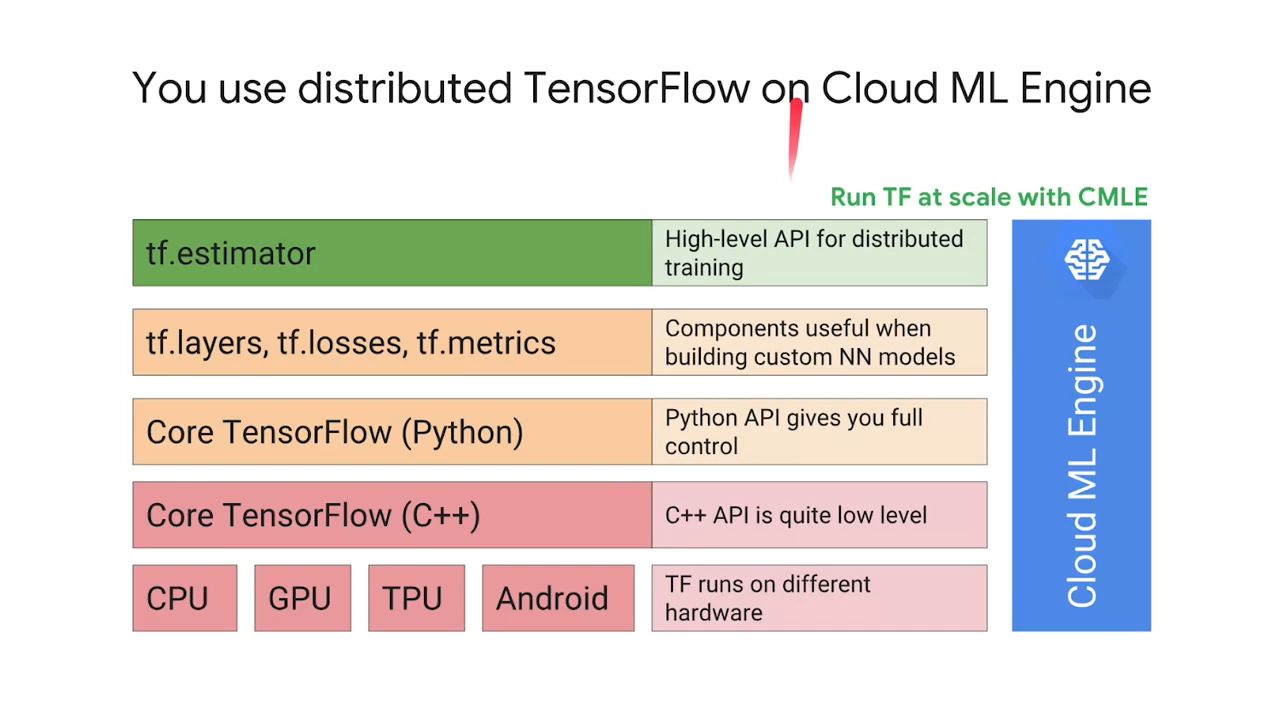 You use distributed TensorFlow on Cloud ML Engine
Run TF at scale with CMLE
tf.estimator
High-level API for distributed
training
tf.layers, tf.losses, tf.metrics
Components useful when
building custom NN models
Core TensorFlow (Python)
Python API gives you full
control
Core TensorFlow (C++)
C++ API is quite low level
CPU
GPU
TPU
Android
TF runs on different
hardware
Cloud ML Engine